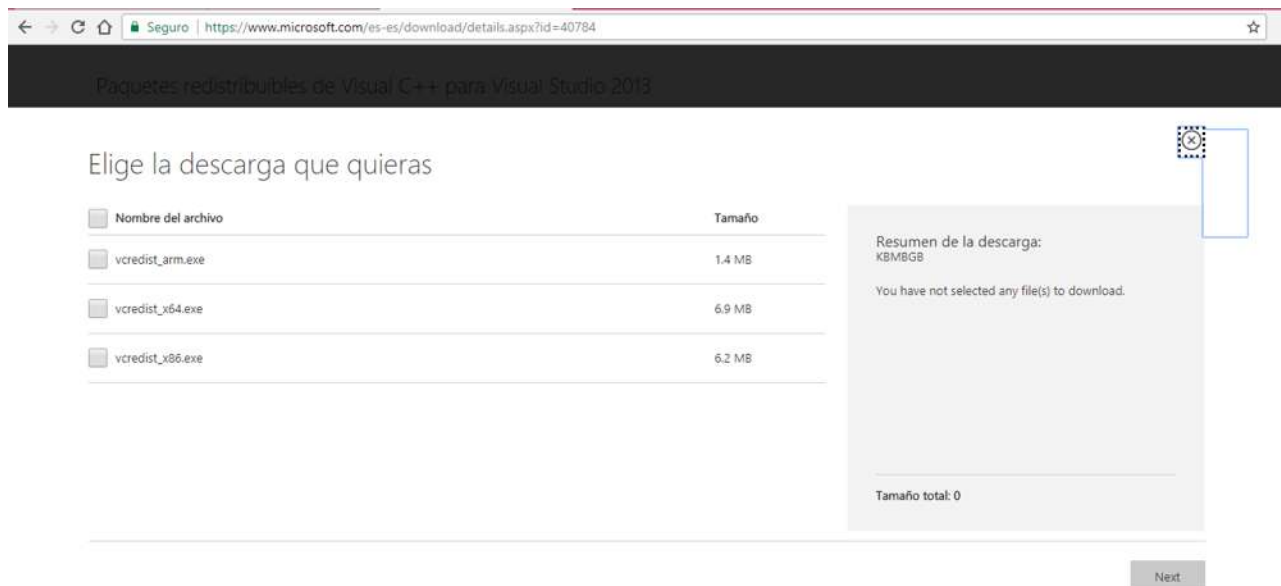 Seguro | https://www.microsoft.com/es-es/download/details.aspx?id=40784
Paquetes redistribuibles de Visual C++ para Visual Studio 2013
Elige la descarga que quieras
Nombre del archivo Tamaño
vcredist_arm.exe 1.4 MB
vcredist_x64.exe 6.9 MB
vcredist_x86.exe 6.2 MB
Resumen de la descarga:
KBMBGB
You have not selected any file(s) to download.
Tamaño total: 0
Next